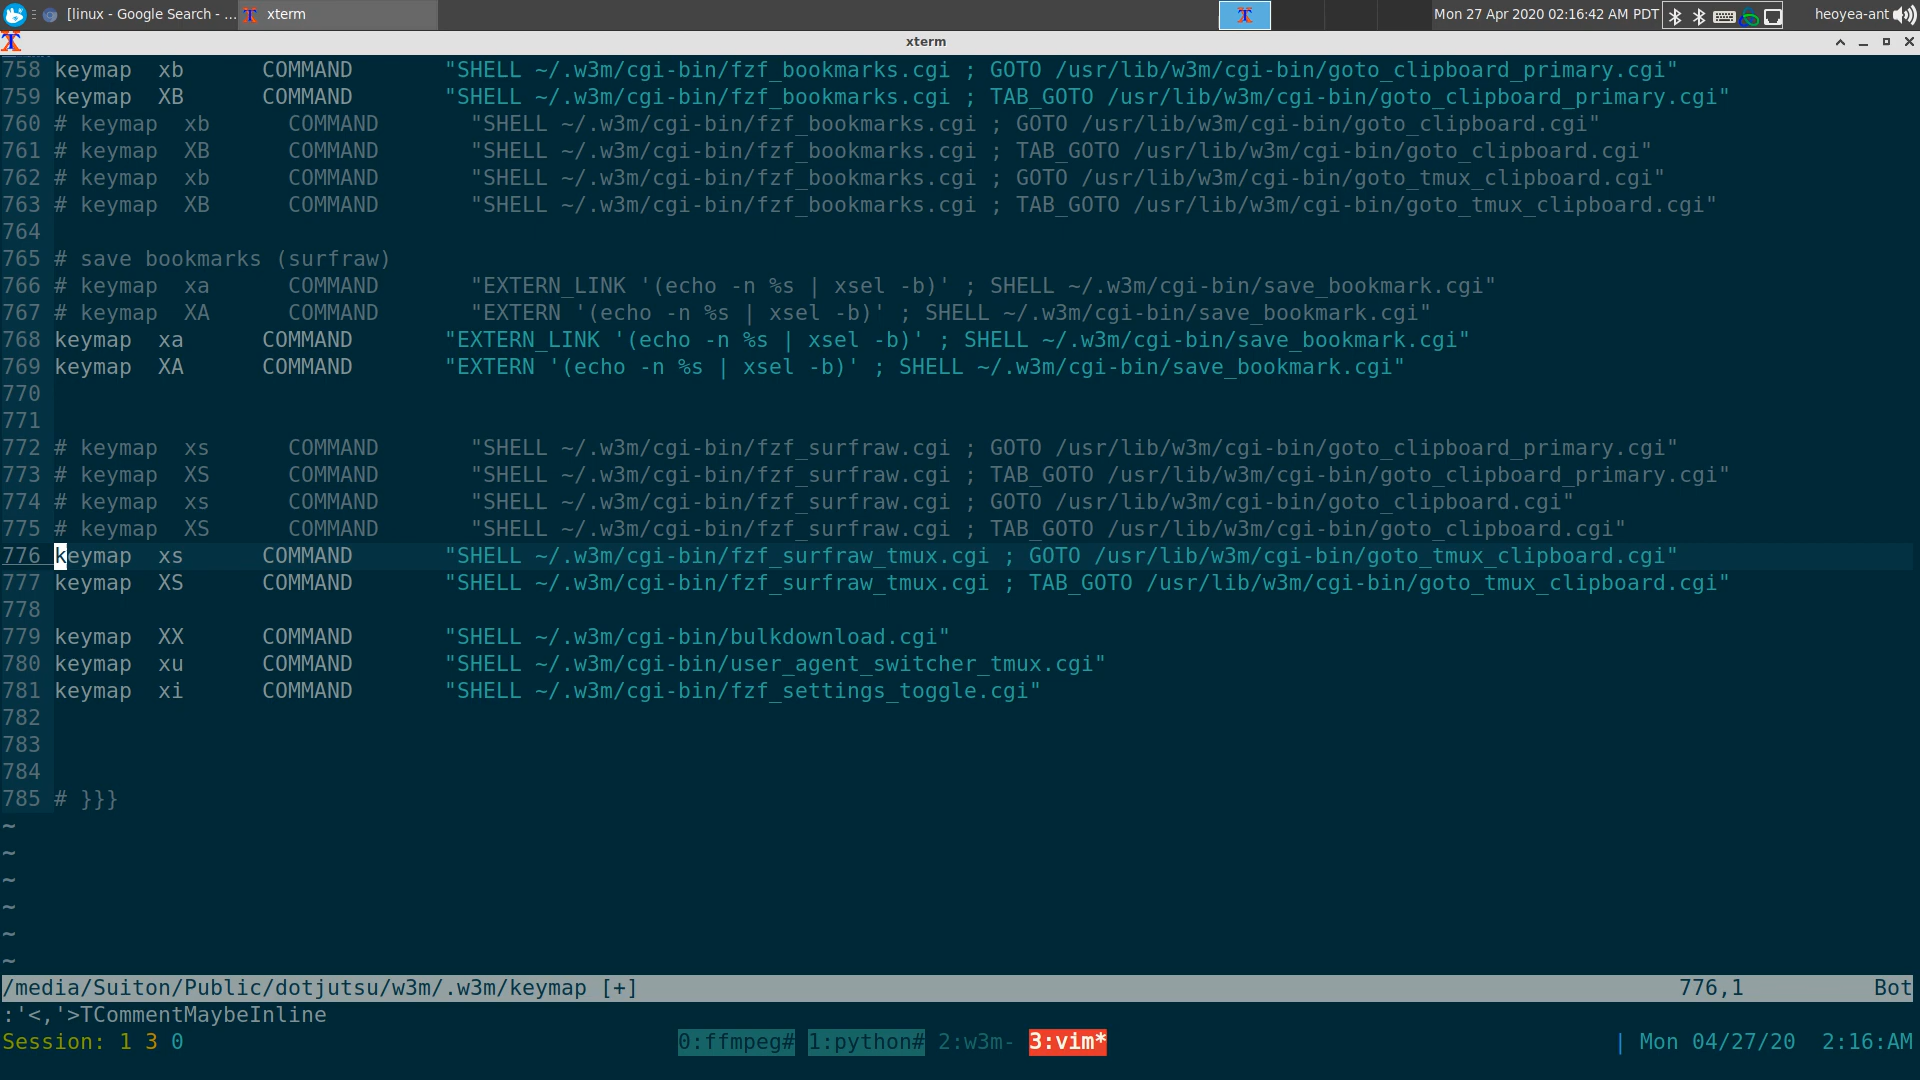 [linux - Google Search - ... xterm Mon 27 Apr 2020 02:16:42 AM PDT heoyea-ant
xterm
758 keymap  xb      COMMAND       "SHELL ~/.w3m/cgi-bin/fzf_bookmarks.cgi ; GOTO /usr/lib/w3m/cgi-bin/goto_clipboard_primary.cgi"
759 keymap  XB      COMMAND       "SHELL ~/.w3m/cgi-bin/fzf_bookmarks.cgi ; TAB_GOTO /usr/lib/w3m/cgi-bin/goto_clipboard_primary.cgi"
760 # keymap  xb      COMMAND       "SHELL ~/.w3m/cgi-bin/fzf_bookmarks.cgi ; GOTO /usr/lib/w3m/cgi-bin/goto_clipboard.cgi"
761 # keymap  XB      COMMAND       "SHELL ~/.w3m/cgi-bin/fzf_bookmarks.cgi ; TAB_GOTO /usr/lib/w3m/cgi-bin/goto_clipboard.cgi"
762 # keymap  xb      COMMAND       "SHELL ~/.w3m/cgi-bin/fzf_bookmarks.cgi ; GOTO /usr/lib/w3m/cgi-bin/goto_tmux_clipboard.cgi"
763 # keymap  XB      COMMAND       "SHELL ~/.w3m/cgi-bin/fzf_bookmarks.cgi ; TAB_GOTO /usr/lib/w3m/cgi-bin/goto_tmux_clipboard.cgi"
764
765 # save bookmarks (surfraw)
766 # keymap  xa      COMMAND       "EXTERN_LINK '(echo -n %s | xsel -b)' ; SHELL ~/.w3m/cgi-bin/save_bookmark.cgi"
767 # keymap  XA      COMMAND       "EXTERN '(echo -n %s | xsel -b)' ; SHELL ~/.w3m/cgi-bin/save_bookmark.cgi"
768 keymap  xa      COMMAND       "EXTERN_LINK '(echo -n %s | xsel -b)' ; SHELL ~/.w3m/cgi-bin/save_bookmark.cgi"
769 keymap  XA      COMMAND       "EXTERN '(echo -n %s | xsel -b)' ; SHELL ~/.w3m/cgi-bin/save_bookmark.cgi"
770
771
772 # keymap  xs      COMMAND       "SHELL ~/.w3m/cgi-bin/fzf_surfraw.cgi ; GOTO /usr/lib/w3m/cgi-bin/goto_clipboard_primary.cgi"
773 # keymap  XS      COMMAND       "SHELL ~/.w3m/cgi-bin/fzf_surfraw.cgi ; TAB_GOTO /usr/lib/w3m/cgi-bin/goto_clipboard_primary.cgi"
774 # keymap  xs      COMMAND       "SHELL ~/.w3m/cgi-bin/fzf_surfraw.cgi ; GOTO /usr/lib/w3m/cgi-bin/goto_clipboard.cgi"
775 # keymap  XS      COMMAND       "SHELL ~/.w3m/cgi-bin/fzf_surfraw.cgi ; TAB_GOTO /usr/lib/w3m/cgi-bin/goto_clipboard.cgi"
776 keymap  xs      COMMAND       "SHELL ~/.w3m/cgi-bin/fzf_surfraw_tmux.cgi ; GOTO /usr/lib/w3m/cgi-bin/goto_tmux_clipboard.cgi"
777 keymap  XS      COMMAND       "SHELL ~/.w3m/cgi-bin/fzf_surfraw_tmux.cgi ; TAB_GOTO /usr/lib/w3m/cgi-bin/goto_tmux_clipboard.cgi"
778
779 keymap  XX      COMMAND       "SHELL ~/.w3m/cgi-bin/bulkdownload.cgi"
780 keymap  xu      COMMAND       "SHELL ~/.w3m/cgi-bin/user_agent_switcher_tmux.cgi"
781 keymap  xi      COMMAND       "SHELL ~/.w3m/cgi-bin/fzf_settings_toggle.cgi"
782
783
784
785 # }}}
~
~
~
~
~
~
/media/Suiton/Public/dotjutsu/w3m/.w3m/keymap [+] 776,1 Bot
:'<,'>TCommentMaybeInline
Session: 1 3 0 0:ffmpeg# 1:python# 2:w3m- 3:vim* | Mon 04/27/20  2:16:AM